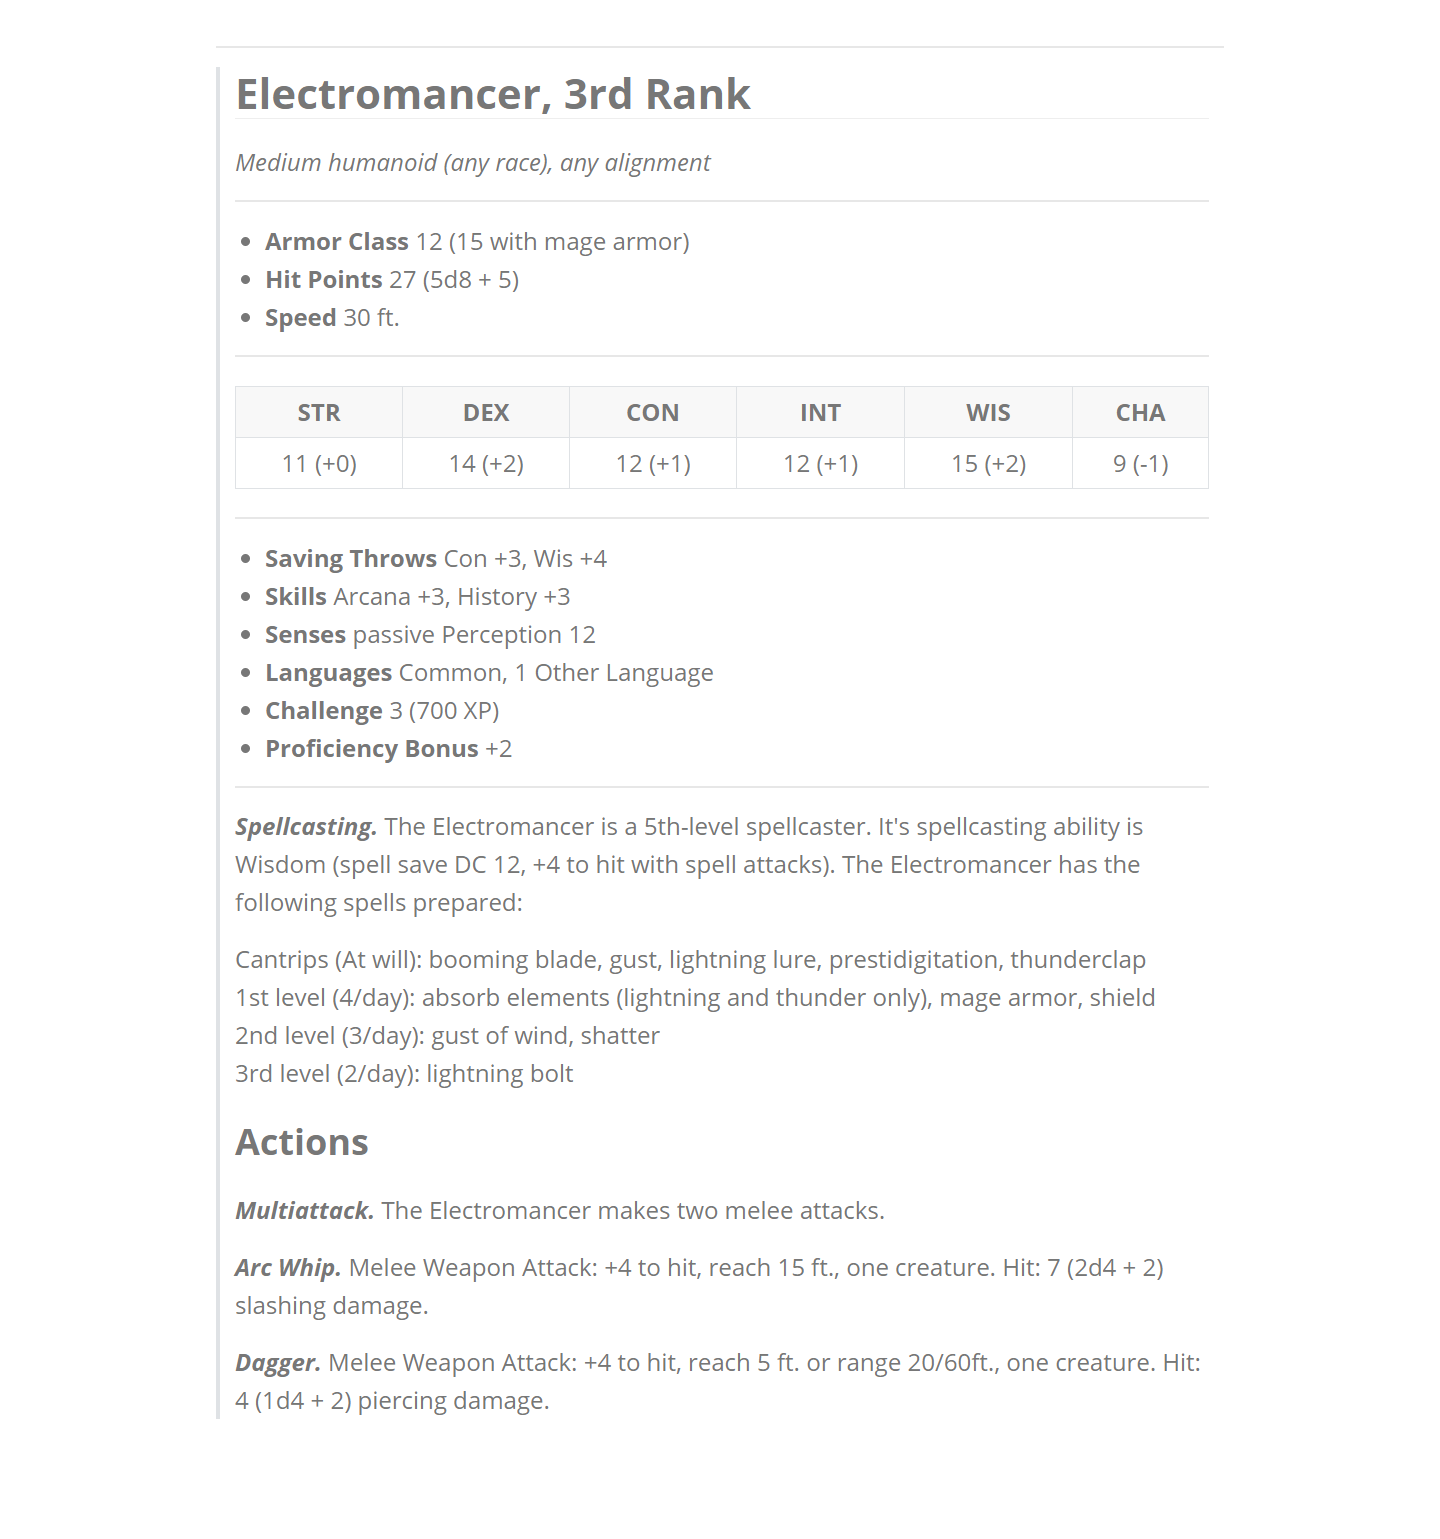 Electromancer, 3rd Rank
Medium humanoid (any race), any alignment
Armor Class 12 (15 with mage armor)
Hit Points 27 (5d8 + 5)
Speed 30 ft.
STR DEX CON INT WIS CHA
11 (+0) 14 (+2) 12 (+1) 12 (+1) 15 (+2) 9 (-1)
Saving Throws Con +3, Wis +4
Skills Arcana +3, History +3
Senses passive Perception 12
Languages Common, 1 Other Language
Challenge 3 (700 XP)
Proficiency Bonus +2
Spellcasting. The Electromancer is a 5th-level spellcaster. It's spellcasting ability is
Wisdom (spell save DC 12, +4 to hit with spell attacks). The Electromancer has the
following spells prepared:
Cantrips (At will): booming blade, gust, lightning lure, prestidigitation, thunderclap
1st level (4/day): absorb elements (lightning and thunder only), mage armor, shield
2nd level (3/day): gust of wind, shatter
3rd level (2/day): lightning bolt
Actions
Multiattack. The Electromancer makes two melee attacks.
Arc Whip. Melee Weapon Attack: +4 to hit, reach 15 ft., one creature. Hit: 7 (2d4 + 2)
slashing damage.
Dagger. Melee Weapon Attack: +4 to hit, reach 5 ft. or range 20/60ft., one creature. Hit:
4 (1d4 + 2) piercing damage.